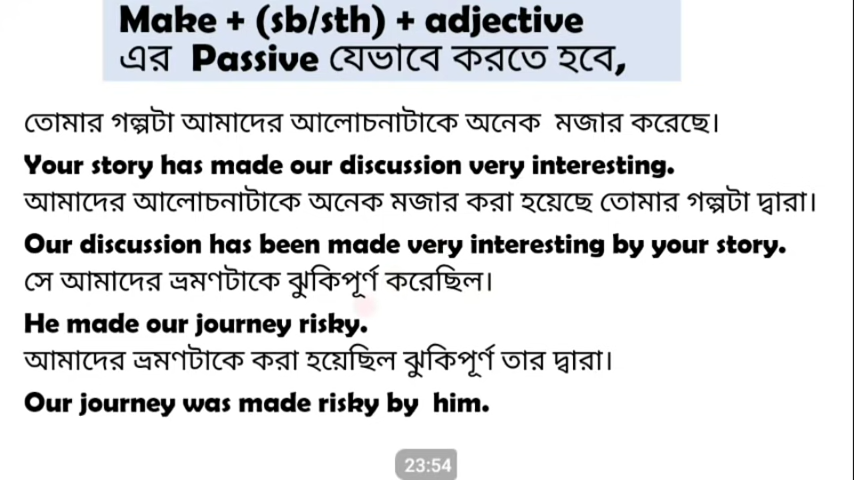 Make + (sb/sth) + adjective
এর Passive যেভাবে করতে হবে,
তোমার গল্পটা আমাদের আলোচনাটাকে অনেক মজার করেছে।
Your story has made our discussion very interesting.
আমাদের আলোচনাটাকে অনেক মজার করা হয়েছে তোমার গল্পটা দ্বারা।
Our discussion has been made very interesting by your story.
সে আমাদের ভ্রমণটাকে ঝুকিপূর্ণ করেছিল।
He made our journey risky.
আমাদের ভ্রমণটাকে করা হয়েছিল ঝুকিপূর্ণ তার দ্বারা।
Our journey was made risky by him.
23:54